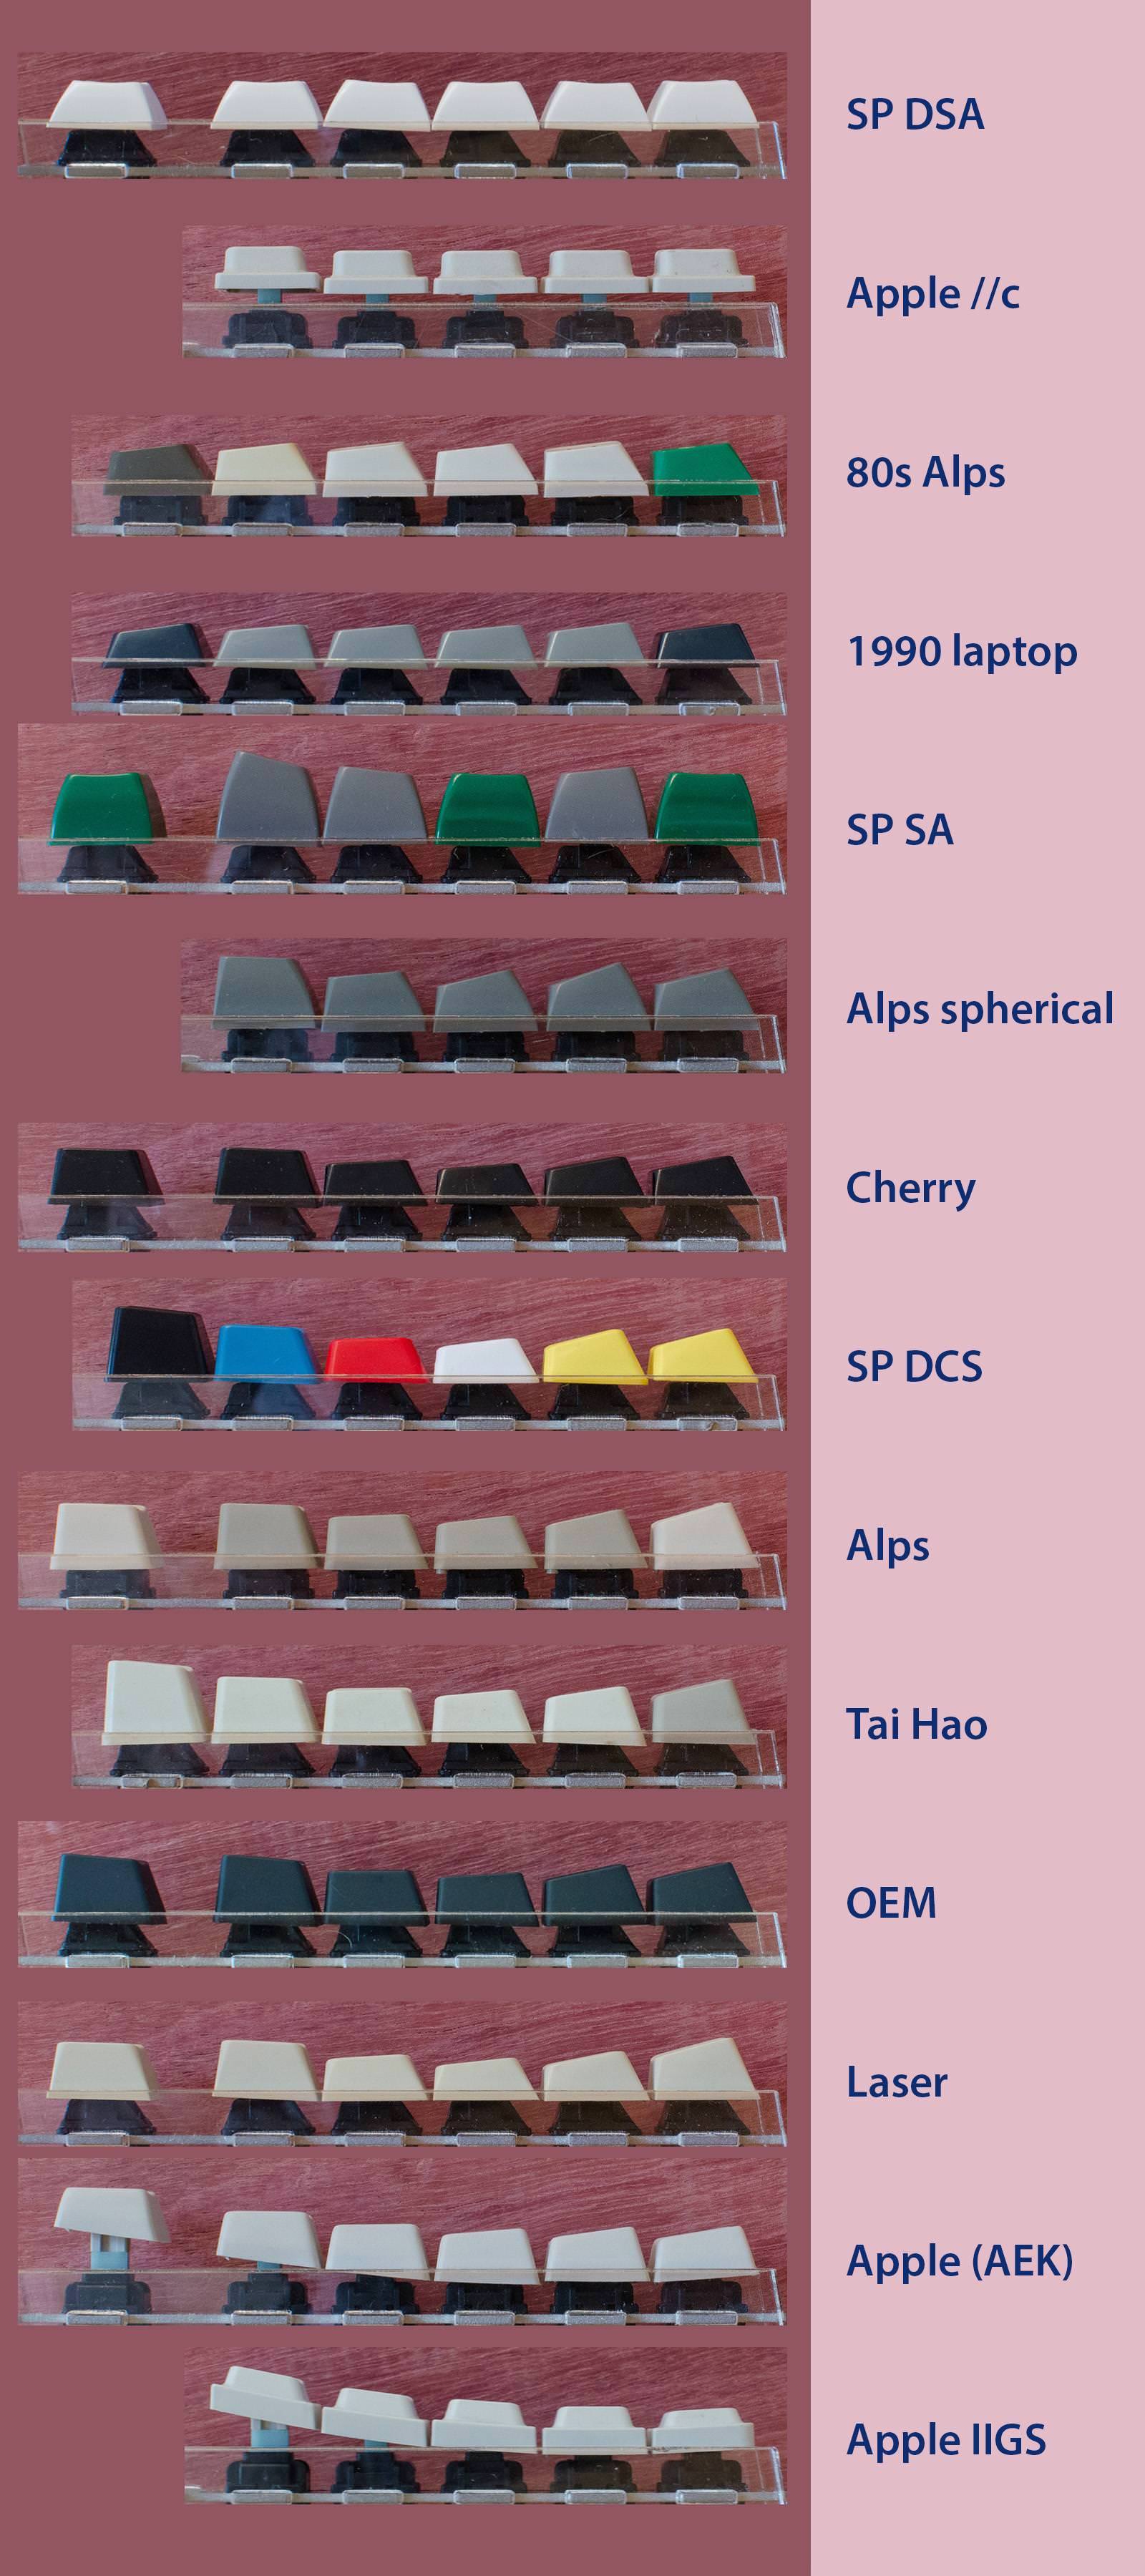 SP DSA
Apple //c
80s Alps
1990 laptop
SP SA
Alps spherical
Cherry
SP DCS
Alps
Tai Hao
OEM
Laser
Apple (AEK)
Apple IIGS